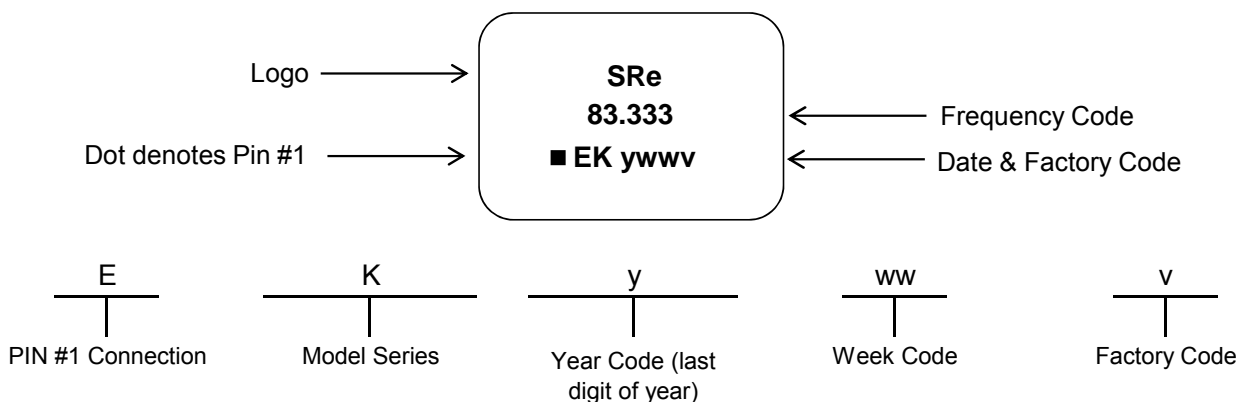 Logo
SRe
83.333
Frequency Code
Dot denotes Pin #1
■ EK ywwv
Date & Factory Code
E
K
y
ww
v
PIN #1 Connection
Model Series
Year Code (last
digit of year)
Week Code
Factory Code